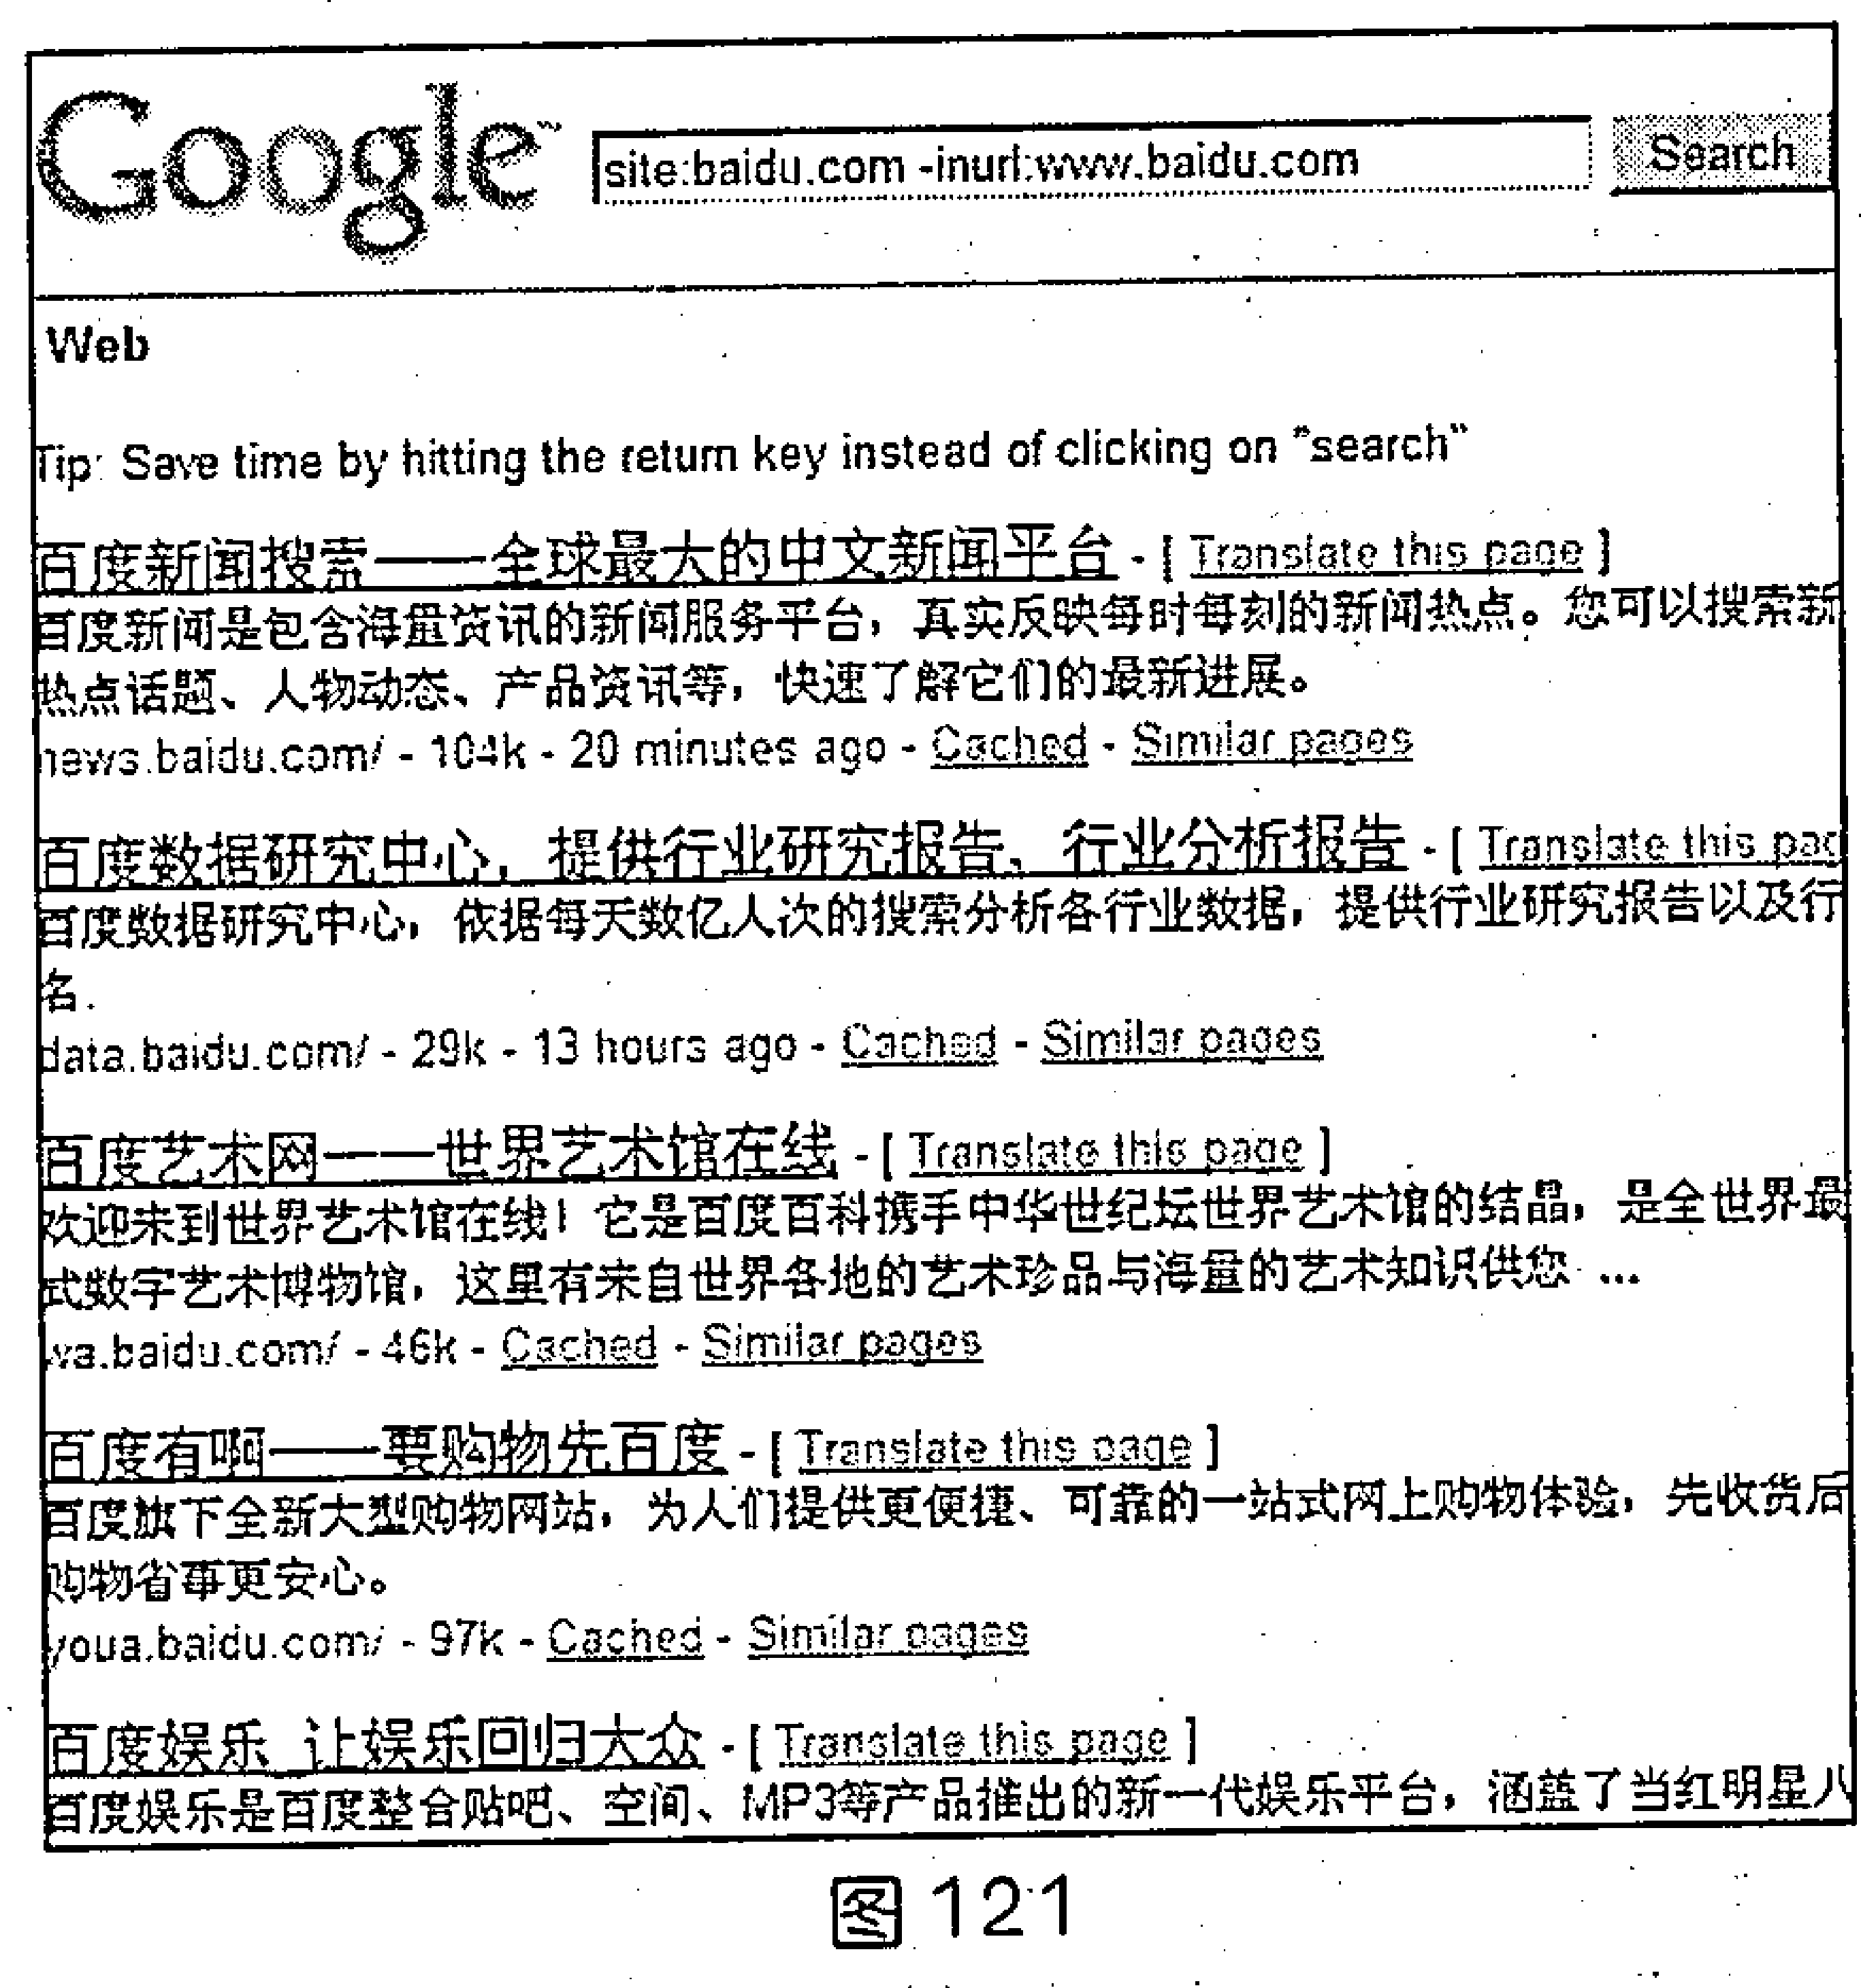 Google™
site:baidu.com -inurl:www.baidu.com
Search
Web
Tip: Save time by hitting the return key instead of clicking on "search"
百度新闻搜索——全球最大的中文新闻平台 - [ Translate this page ]
百度新闻是包含海量资讯的新闻服务平台，真实反映每时每刻的新闻热点。您可以搜索新
热点话题、人物动态、产品资讯等，快速了解它们的最新进展。
news.baidu.com/ - 104k - 20 minutes ago - Cached - Similar pages
百度数据研究中心，提供行业研究报告、行业分析报告 - [ Translate this pag
百度数据研究中心，依据每天数亿人次的搜索分析各行业数据，提供行业研究报告以及行
名.
data.baidu.com/ - 29k - 13 hours ago - Cached - Similar pages
百度艺术网——世界艺术馆在线 - [ Translate this page ]
欢迎来到世界艺术馆在线！它是百度百科携手中华世纪坛世界艺术馆的结晶，是全世界最
式数字艺术博物馆，这里有来自世界各地的艺术珍品与海量的艺术知识供您 ...
wa.baidu.com/ - 46k - Cached - Similar pages
百度有啊——要购物先百度 - [ Translate this page ]
百度旗下全新大型购物网站，为人们提供更便捷、可靠的一站式网上购物体验，先收货后
购物省事更安心。
youa.baidu.com/ - 97k - Cached - Similar pages
百度娱乐_让娱乐回归大众 - [ Translate this page ]
百度娱乐是百度整合贴吧、空间、MP3等产品推出的新一代娱乐平台，涵盖了当红明星八
图 121